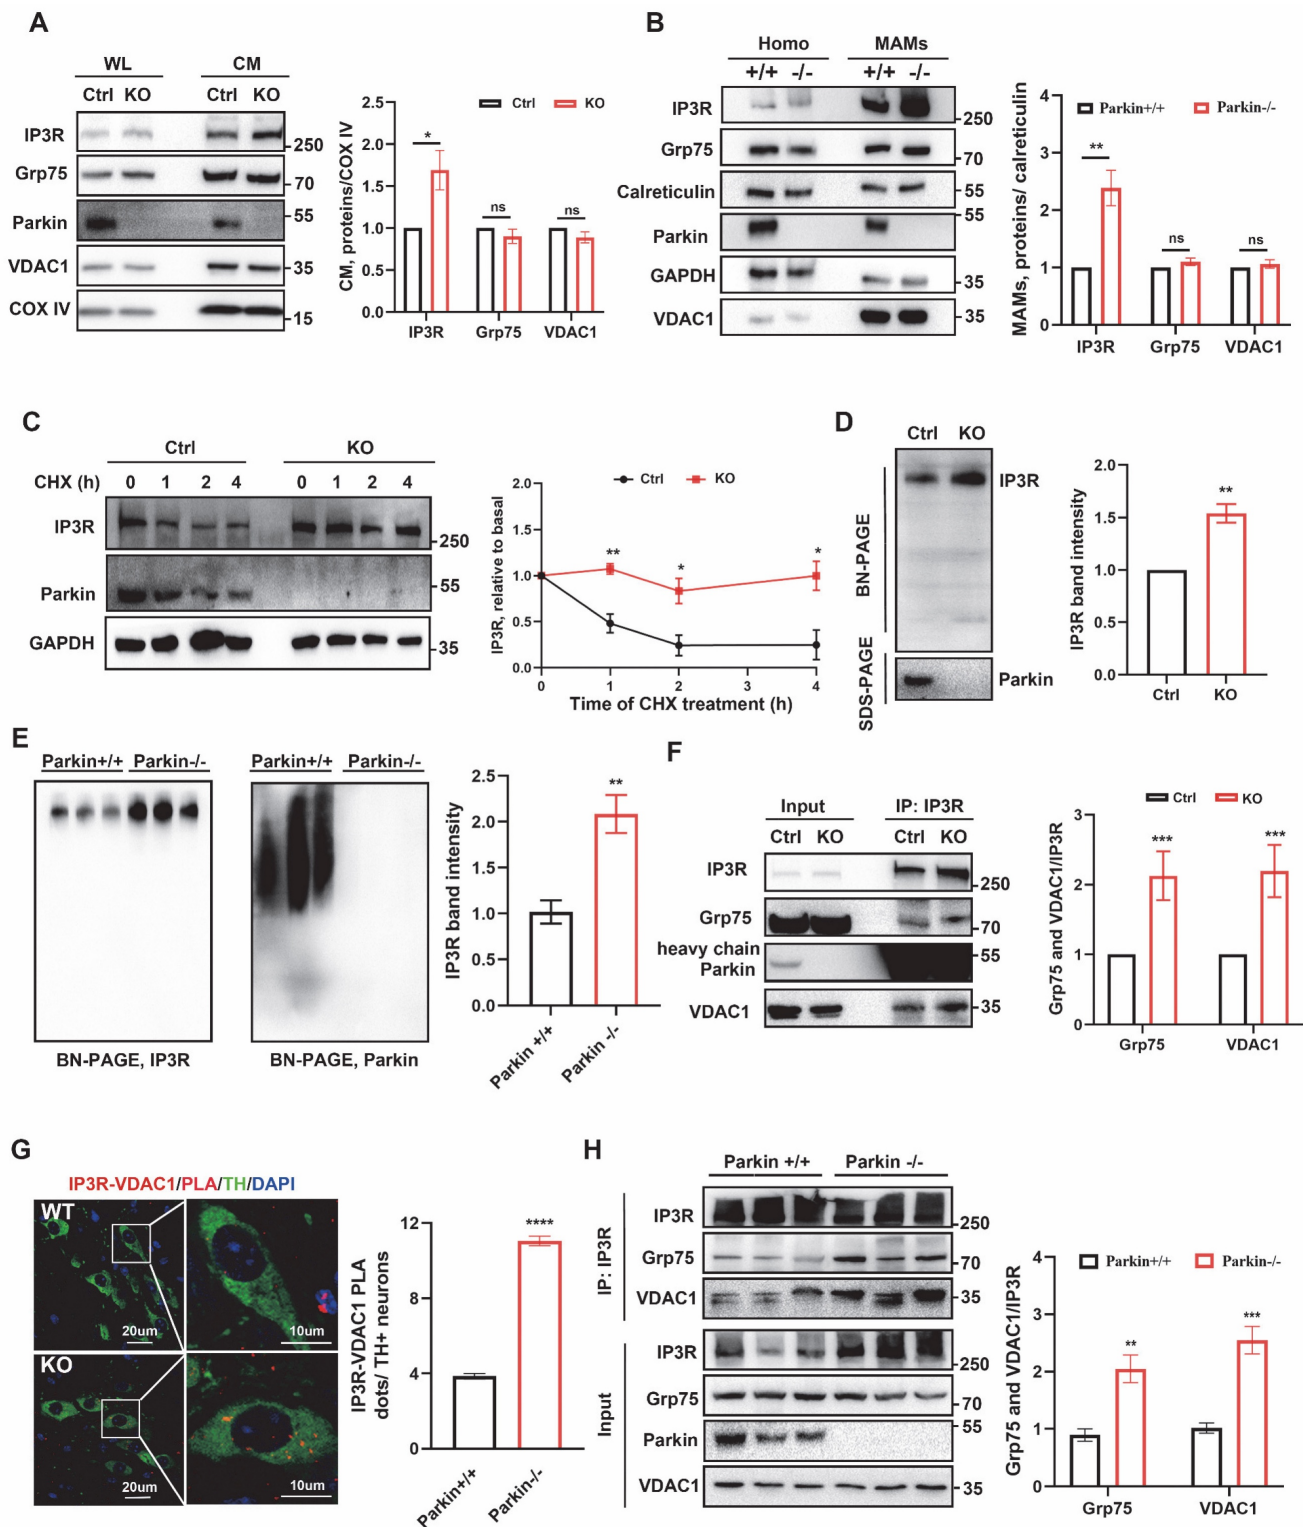 A
WL CM
Ctrl KO Ctrl KO
IP3R
250
Grp75
70
Parkin
55
VDAC1
35
COX IV
15
CM, proteins/COX IV
2.5
2.0
1.5
1.0
0.5
0.0
Ctrl KO
* ns ns
IP3R Grp75 VDAC1
B
Homo MAMs
+/+ -/- +/+ -/-
IP3R
250
Grp75
70
Calreticulin
55
Parkin
55
GAPDH
35
VDAC1
35
MAMs, proteins/ calreticulin
4
3
2
1
0
Parkin+/+ Parkin-/-
** ns ns
IP3R Grp75 VDAC1
C
Ctrl KO
CHX (h) 0 1 2 4 0 1 2 4
IP3R
250
Parkin
55
GAPDH
35
IP3R, relative to basal
2.0
1.5
1.0
0.5
0.0
Ctrl KO
** * *
0 1 2 3 4
Time of CHX treatment (h)
D
Ctrl KO
BN-PAGE
IP3R
SDS-PAGE
Parkin
IP3R band intensity
2.0
1.5
1.0
0.5
0.0
**
Ctrl KO
E
Parkin+/+ Parkin-/-
BN-PAGE, IP3R
Parkin+/+ Parkin-/-
BN-PAGE, Parkin
IP3R band intensity
2.5
2.0
1.5
1.0
0.5
0.0
**
Parkin +/+ Parkin -/-
F
Input IP: IP3R
Ctrl KO Ctrl KO
IP3R
250
Grp75
70
heavy chain
55
Parkin
VDAC1
35
Grp75 and VDAC1/IP3R
3
2
1
0
Ctrl KO
*** ***
Grp75 VDAC1
G
IP3R-VDAC1/PLA/TH/DAPI
WT
20um 10um
KO
20um 10um
IP3R-VDAC1 PLA
dots/ TH+ neurons
12
8
4
0
****
Parkin+/+ Parkin-/-
H
Parkin +/+ Parkin -/-
IP: IP3R
IP3R
250
Grp75
70
VDAC1
35
Input
IP3R
250
Grp75
70
Parkin
55
VDAC1
35
Grp75 and VDAC1/IP3R
4
3
2
1
0
Parkin+/+ Parkin-/-
** ***
Grp75 VDAC1